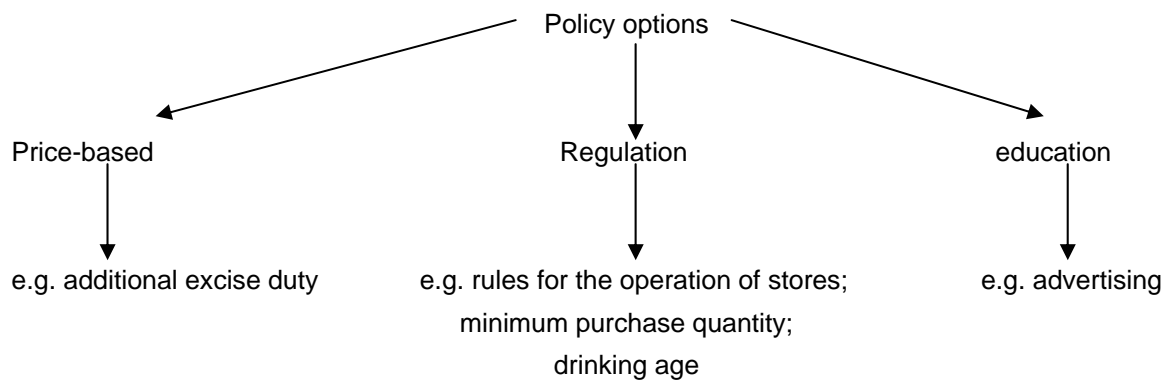 Policy options
Price-based
Regulation
education
e.g. additional excise duty
e.g. rules for the operation of stores;
minimum purchase quantity;
drinking age
e.g. advertising